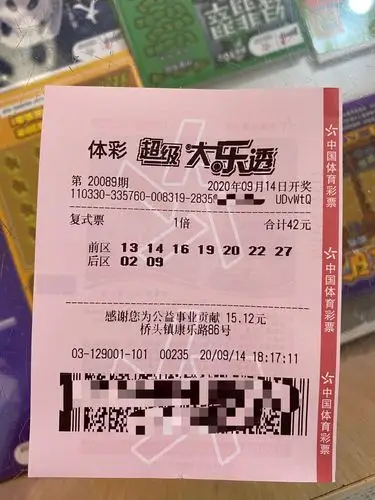 体彩 超级大乐透
第 20089期 2020年09月14日开奖
110330-335760-008319-2835 UDvWtQ
复式票 1倍 合计42元
前区 13 14 16 19 20 22 27
后区 02 09
感谢您为公益事业贡献 15.12元
桥头镇康乐路86号
03-129001-101 00235 20/09/14 18:17:11
中国体育彩票
中国体育彩票
中国体育彩票